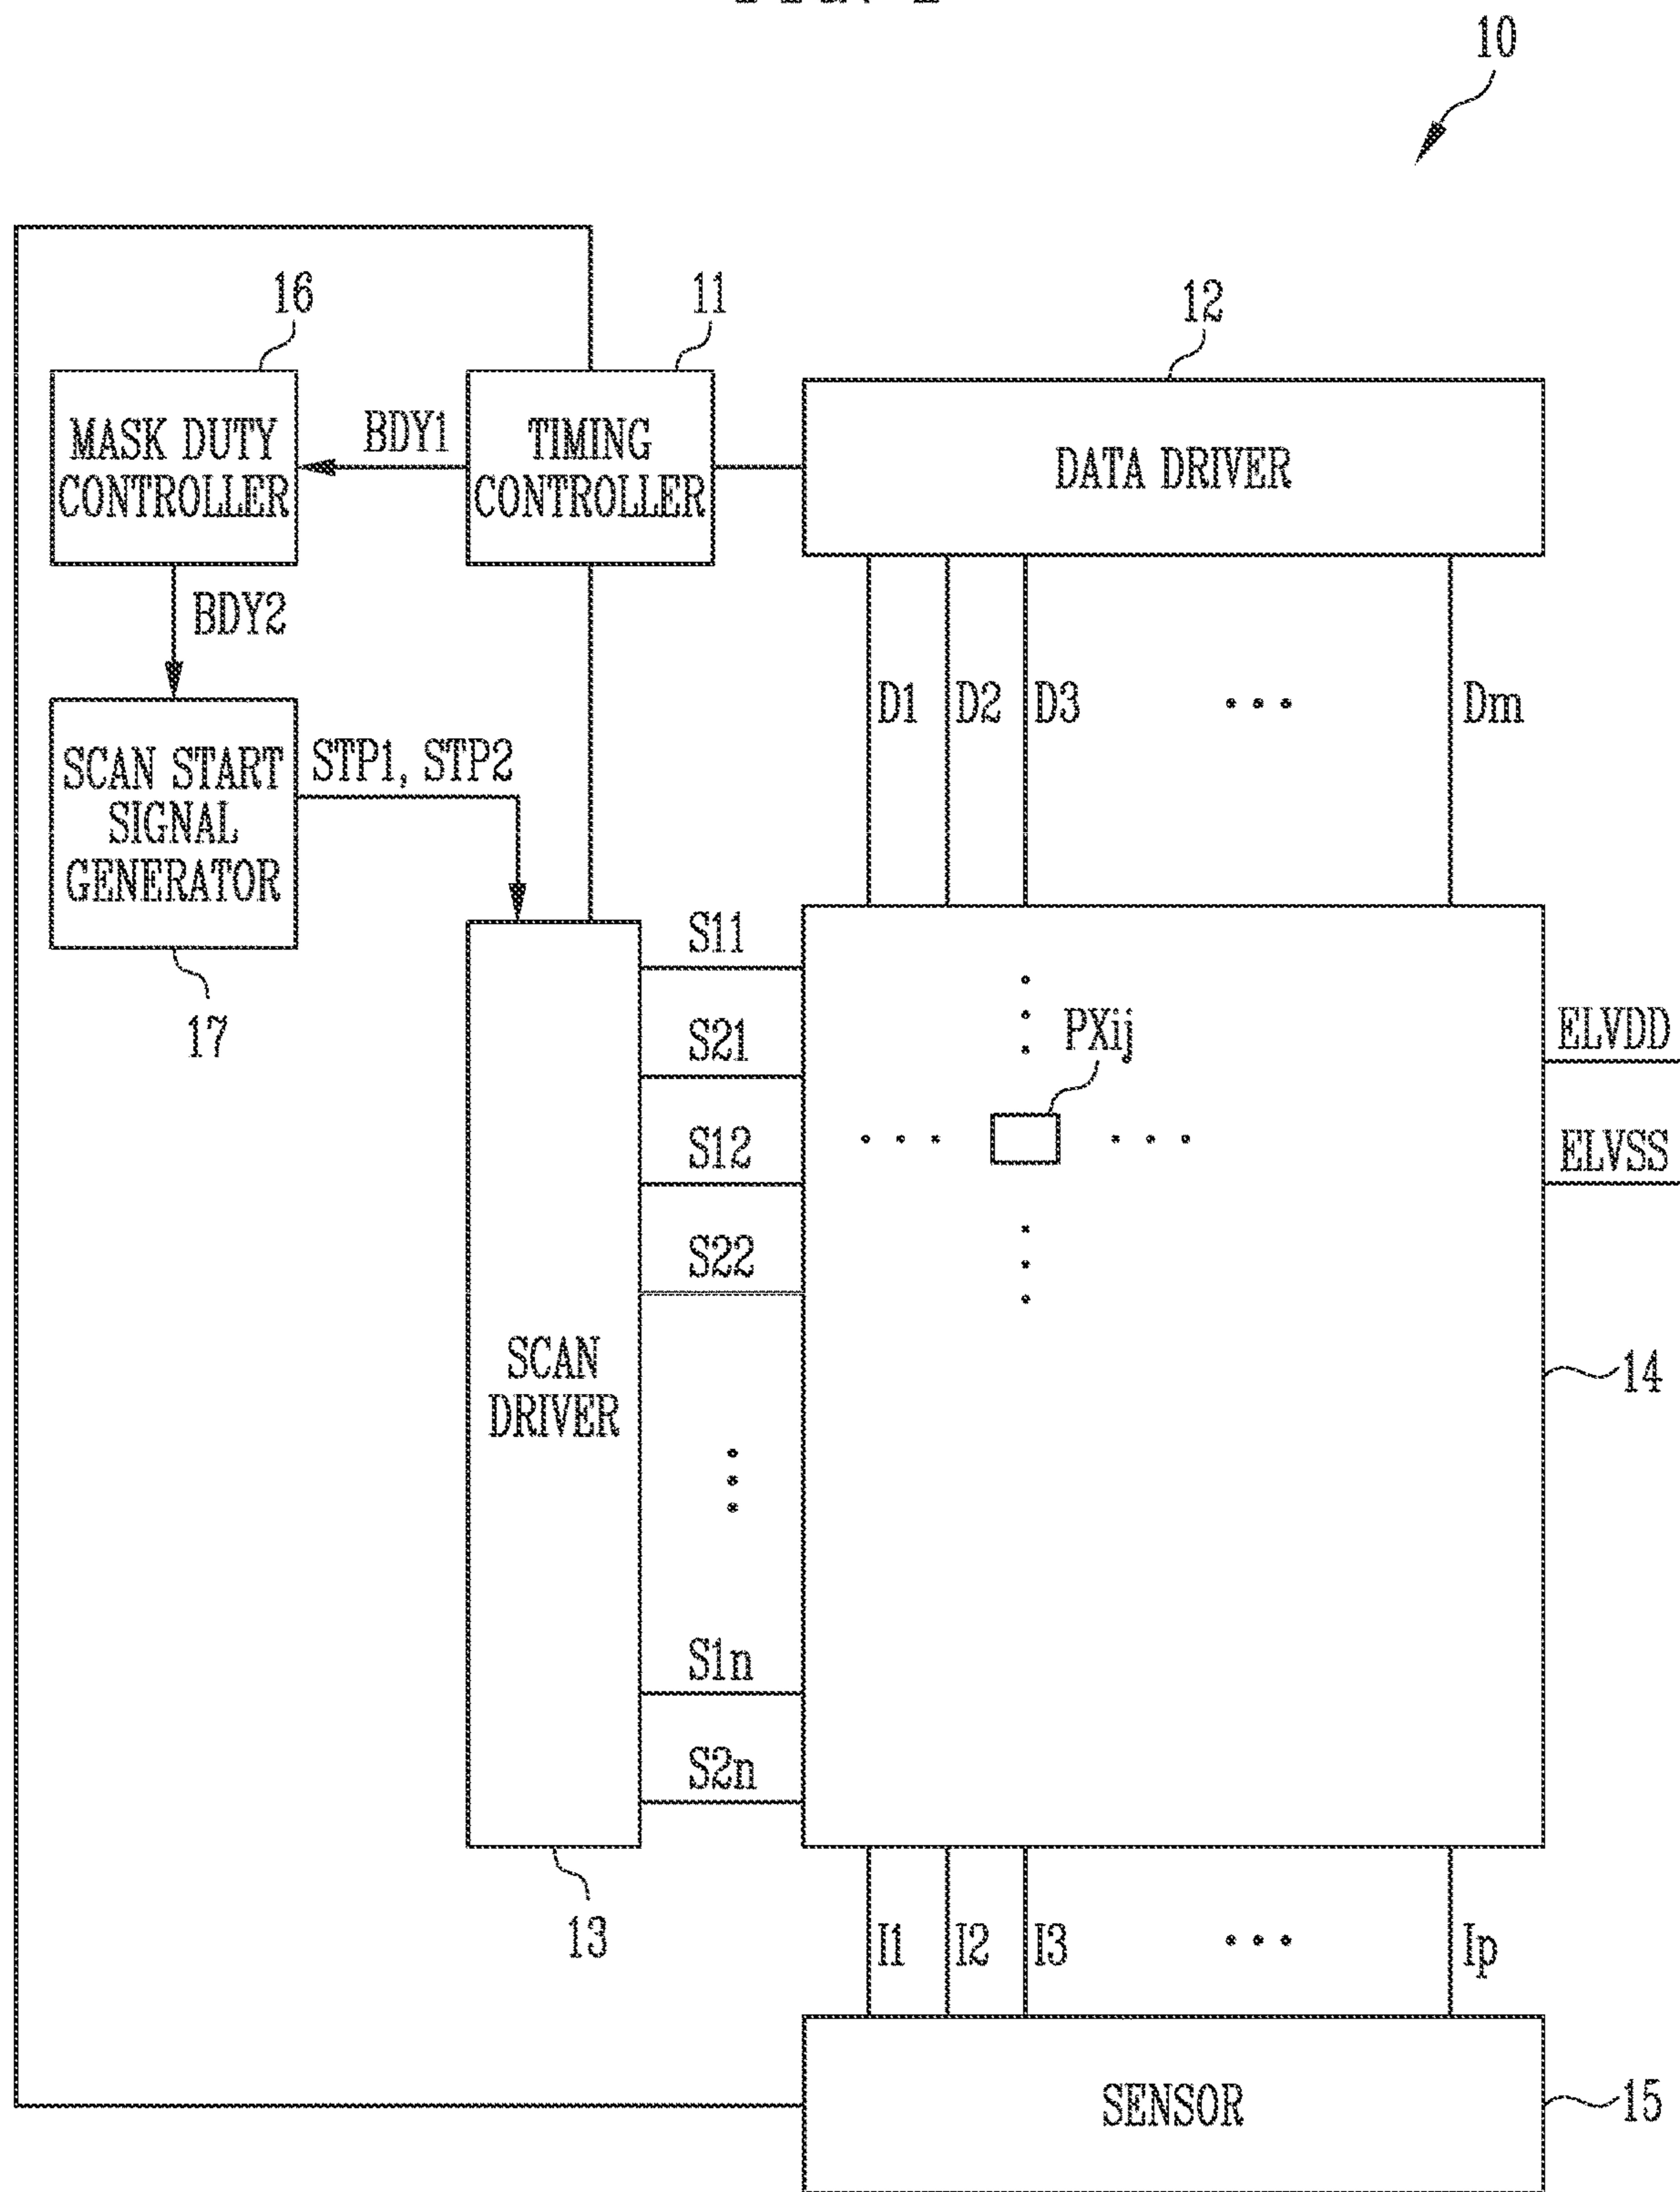 10
16
11
12
MASK DUTY
CONTROLLER
BDY1
TIMING
CONTROLLER
DATA DRIVER
BDY2
D1
D2
D3
Dm
SCAN START
SIGNAL
GENERATOR
STP1, STP2
17
S11
S21
S12
S22
PXij
ELVDD
ELVSS
SCAN
DRIVER
14
S1n
S2n
13
I1
I2
I3
Ip
SENSOR
15